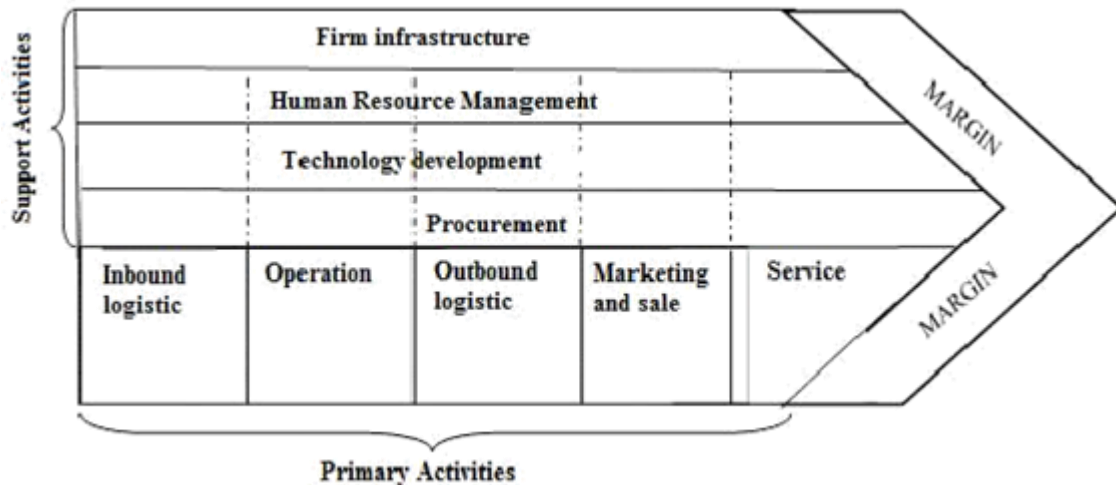 Support Activities
Firm infrastructure
Human Resource Management
Technology development
Procurement
MARGIN
MARGIN
Inbound
logistic
Operation
Outbound
logistic
Marketing
and sale
Service
Primary Activities